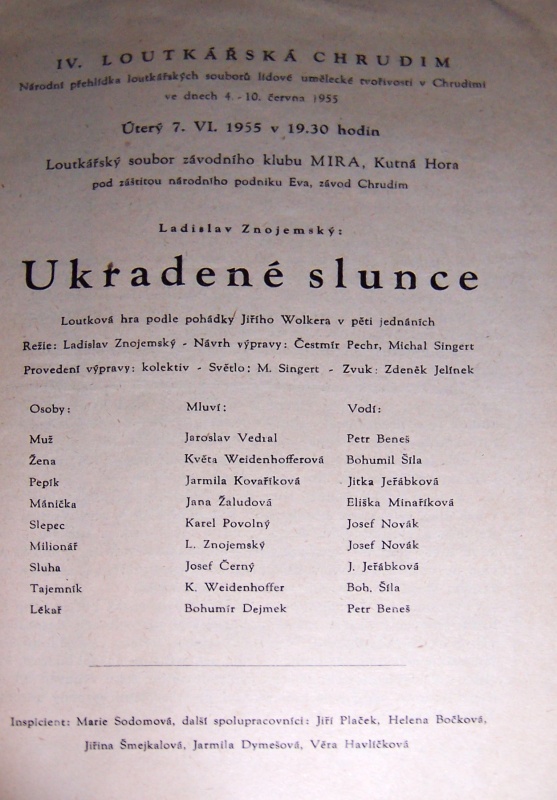 IV. LOUTKÁŘSKÁ CHRUDIM
Národní přehlídka loutkářských souborů lidové umělecké tvořivosti v Chrudimi
ve dnech 4. - 10. června 1955
Úterý 7. VI. 1955 v 19.30 hodin
Loutkářský soubor závodního klubu MIRA, Kutná Hora
pod záštitou národního podniku Eva, závod Chrudim
Ladislav Znojemský:
Ukradené slunce
Loutková hra podle pohádky Jiřího Wolkera v pěti jednáních
Režie: Ladislav Znojemský - Návrh výpravy: Čestmír Pechr, Michal Singert
Provedení výpravy: kolektiv - Světlo: M. Singert - Zvuk: Zdeněk Jelínek
Osoby: Mluví: Vodí:
Muž Jaroslav Vedral Petr Beneš
Žena Květa Weidenhofferová Bohumil Šíla
Pepík Jarmila Kovaříková Jitka Jeřábková
Mánička Jana Žaludová Eliška Minaříková
Slepec Karel Povolný Josef Novák
Milionář L. Znojemský Josef Novák
Sluha Josef Černý J. Jeřábková
Tajemník K. Weidenhoffer Boh. Šíla
Lékař Bohumír Dejmek Petr Beneš
Inspicient: Marie Sodomová, další spolupracovníci: Jiří Plaček, Helena Bočková,
Jiřina Šmejkalová, Jarmila Dymešová, Věra Havlíčková